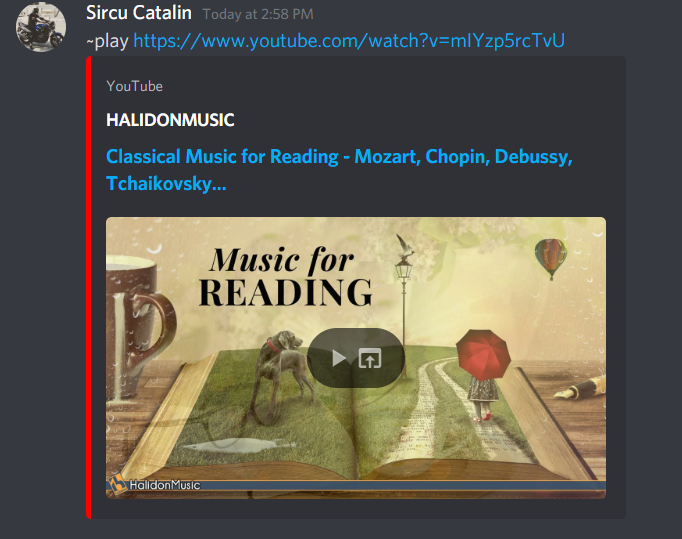 Sircu Catalin Today at 2:58 PM
~play https://www.youtube.com/watch?v=mIYzp5rcTvU
YouTube
HALIDONMUSIC
Classical Music for Reading - Mozart, Chopin, Debussy,
Tchaikovsky...
Music for
READING
HalidonMusic